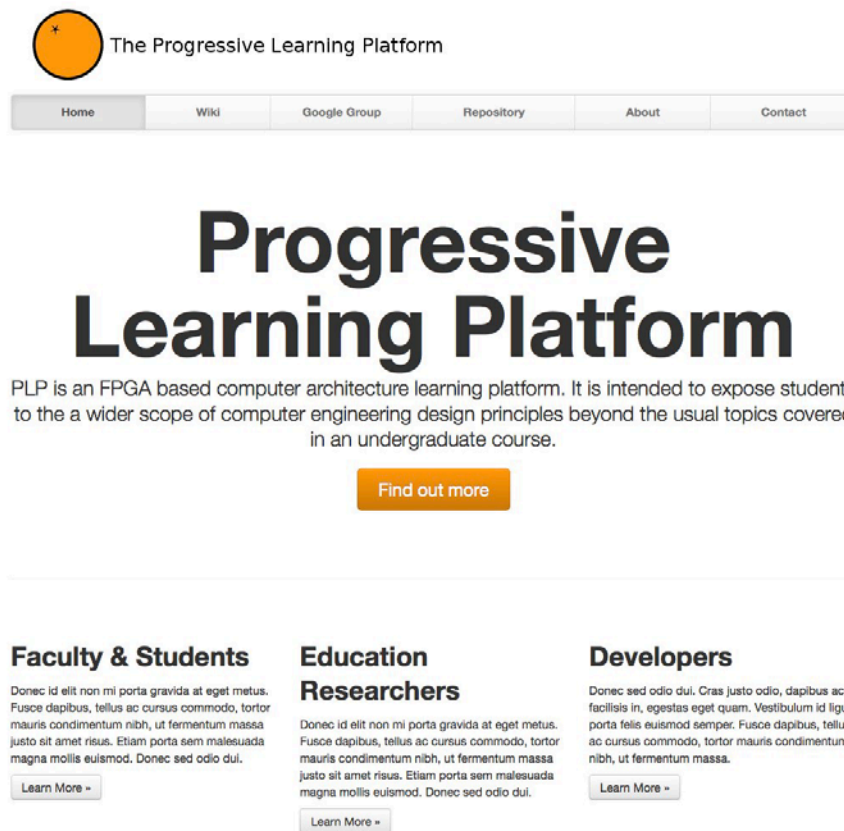 The Progressive Learning Platform
Home Wiki Google Group Repository About Contact
Progressive
Learning Platform
PLP is an FPGA based computer architecture learning platform. It is intended to expose student
to the a wider scope of computer engineering design principles beyond the usual topics covered
in an undergraduate course.
Find out more
Faculty & Students
Donec id elit non mi porta gravida at eget metus.
Fusce dapibus, tellus ac cursus commodo, tortor
mauris condimentum nibh, ut fermentum massa
justo sit amet risus. Etiam porta sem malesuada
magna mollis euismod. Donec sed odio dui.
Learn More »
Education
Researchers
Donec id elit non mi porta gravida at eget metus.
Fusce dapibus, tellus ac cursus commodo, tortor
mauris condimentum nibh, ut fermentum massa
justo sit amet risus. Etiam porta sem malesuada
magna mollis euismod. Donec sed odio dui.
Learn More »
Developers
Donec sed odio dui. Cras justo odio, dapibus ac
facilisis in, egestas eget quam. Vestibulum id ligu
porta felis euismod semper. Fusce dapibus, tellu
ac cursus commodo, tortor mauris condimentum
nibh, ut fermentum massa.
Learn More »